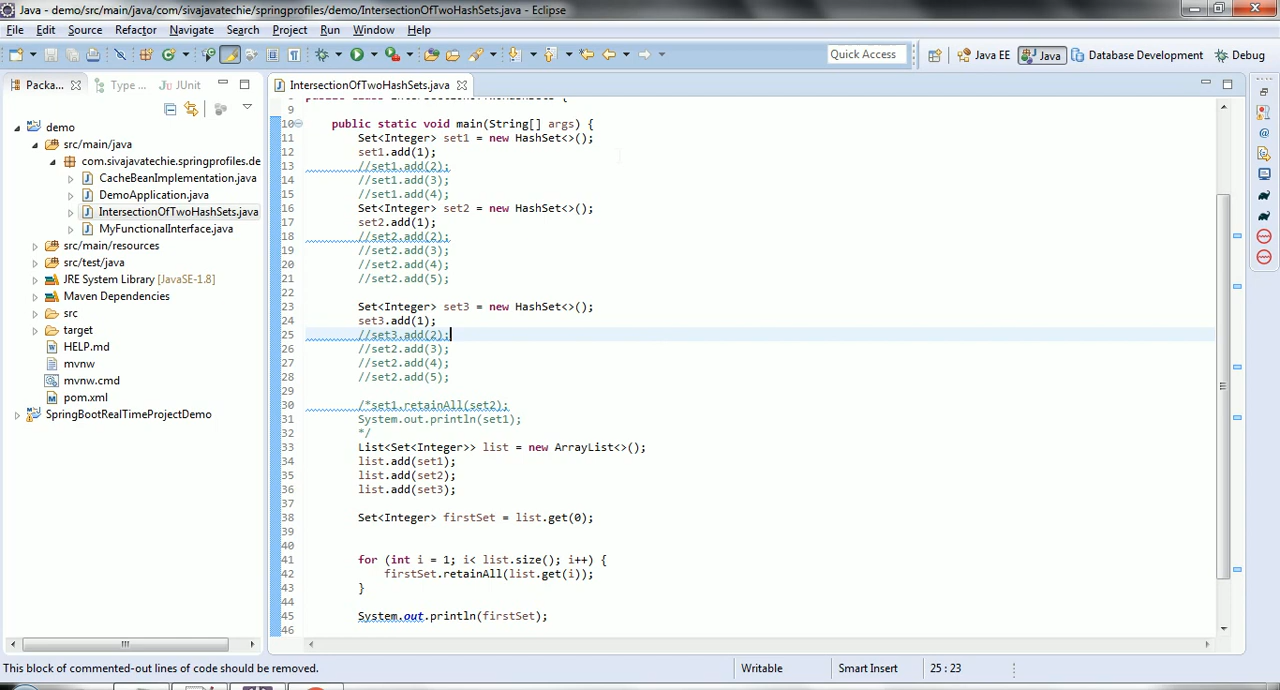 Java - demo/src/main/java/com/sivajavatechie/springprofiles/demo/IntersectionOfTwoHashSets.java - Eclipse
File Edit Source Refactor Navigate Search Project Run Window Help
Quick Access Java EE Java Database Development Debug
Packa... Type ... JUnit
IntersectionOfTwoHashSets.java
demo
src/main/java
com.sivajavatechie.springprofiles.de
CacheBeanImplementation.java
DemoApplication.java
IntersectionOfTwoHashSets.java
MyFunctionalInterface.java
src/main/resources
src/test/java
JRE System Library [JavaSE-1.8]
Maven Dependencies
src
target
HELP.md
mvnw
mvnw.cmd
pom.xml
SpringBootRealTimeProjectDemo
9
10 public static void main(String[] args) {
11 Set<Integer> set1 = new HashSet<>();
12 set1.add(1);
13 //set1.add(2);
14 //set1.add(3);
15 //set1.add(4);
16 Set<Integer> set2 = new HashSet<>();
17 set2.add(1);
18 //set2.add(2);
19 //set2.add(3);
20 //set2.add(4);
21 //set2.add(5);
22
23 Set<Integer> set3 = new HashSet<>();
24 set3.add(1);
25 //set3.add(2);
26 //set2.add(3);
27 //set2.add(4);
28 //set2.add(5);
29
30 /*set1.retainAll(set2);
31 System.out.println(set1);
32 */
33 List<Set<Integer>> list = new ArrayList<>();
34 list.add(set1);
35 list.add(set2);
36 list.add(set3);
37
38 Set<Integer> firstSet = list.get(0);
39
40
41 for (int i = 1; i< list.size(); i++) {
42 firstSet.retainAll(list.get(i));
43 }
44
45 System.out.println(firstSet);
46
This block of commented-out lines of code should be removed. Writable Smart Insert 25 : 23